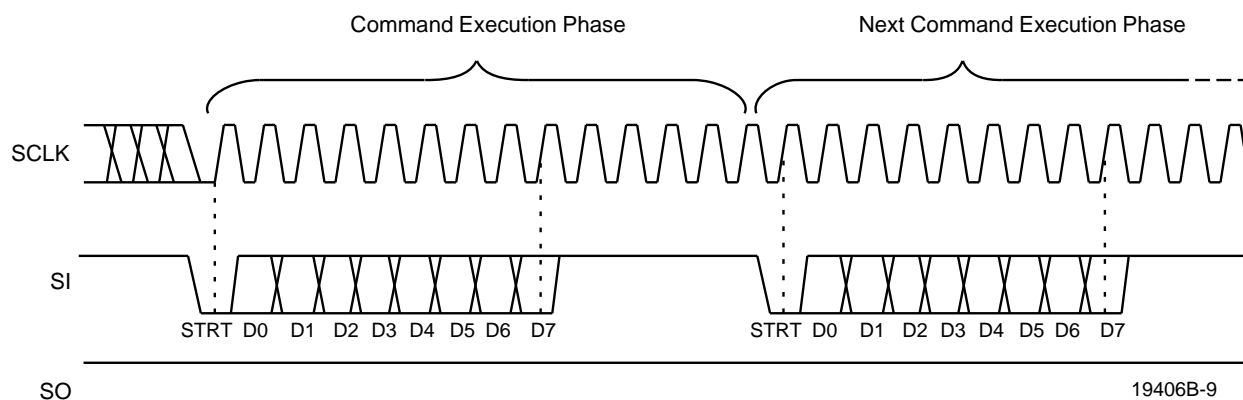 Command Execution Phase
Next Command Execution Phase
SCLK
SI
STRT D0 D1 D2 D3 D4 D5 D6 D7
STRT D0 D1 D2 D3 D4 D5 D6 D7
SO
19406B-9